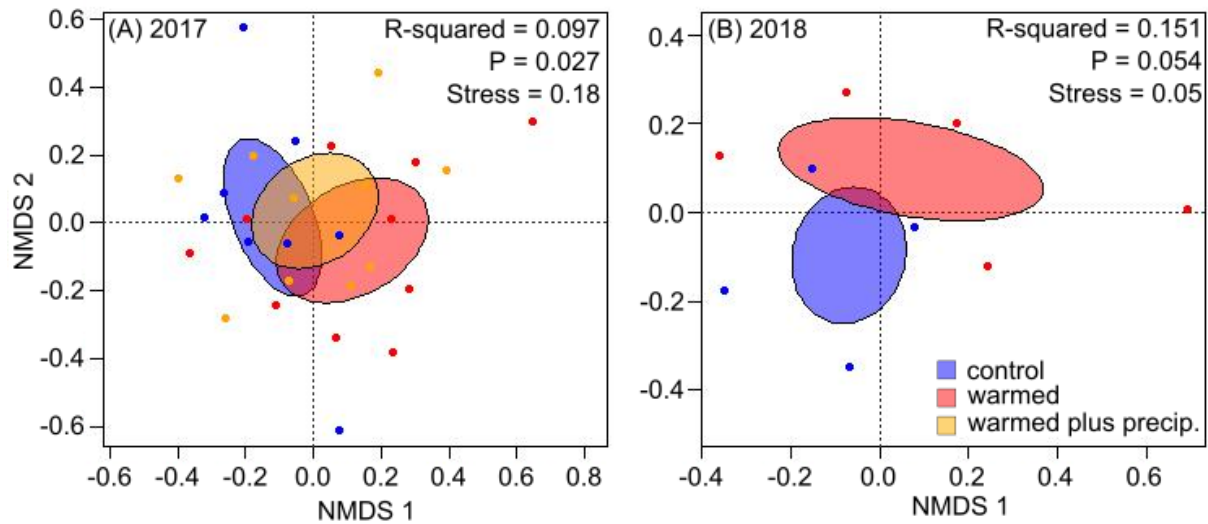 (A) 2017
R-squared = 0.097
P = 0.027
Stress = 0.18
0.6
0.4
0.2
0.0
-0.2
-0.4
-0.6
NMDS 2
-0.6 -0.4 -0.2 0.0 0.2 0.4 0.6 0.8
NMDS 1
(B) 2018
R-squared = 0.151
P = 0.054
Stress = 0.05
0.4
0.2
0.0
-0.2
-0.4
control
warmed
warmed plus precip.
-0.4 -0.2 0.0 0.2 0.4 0.6
NMDS 1